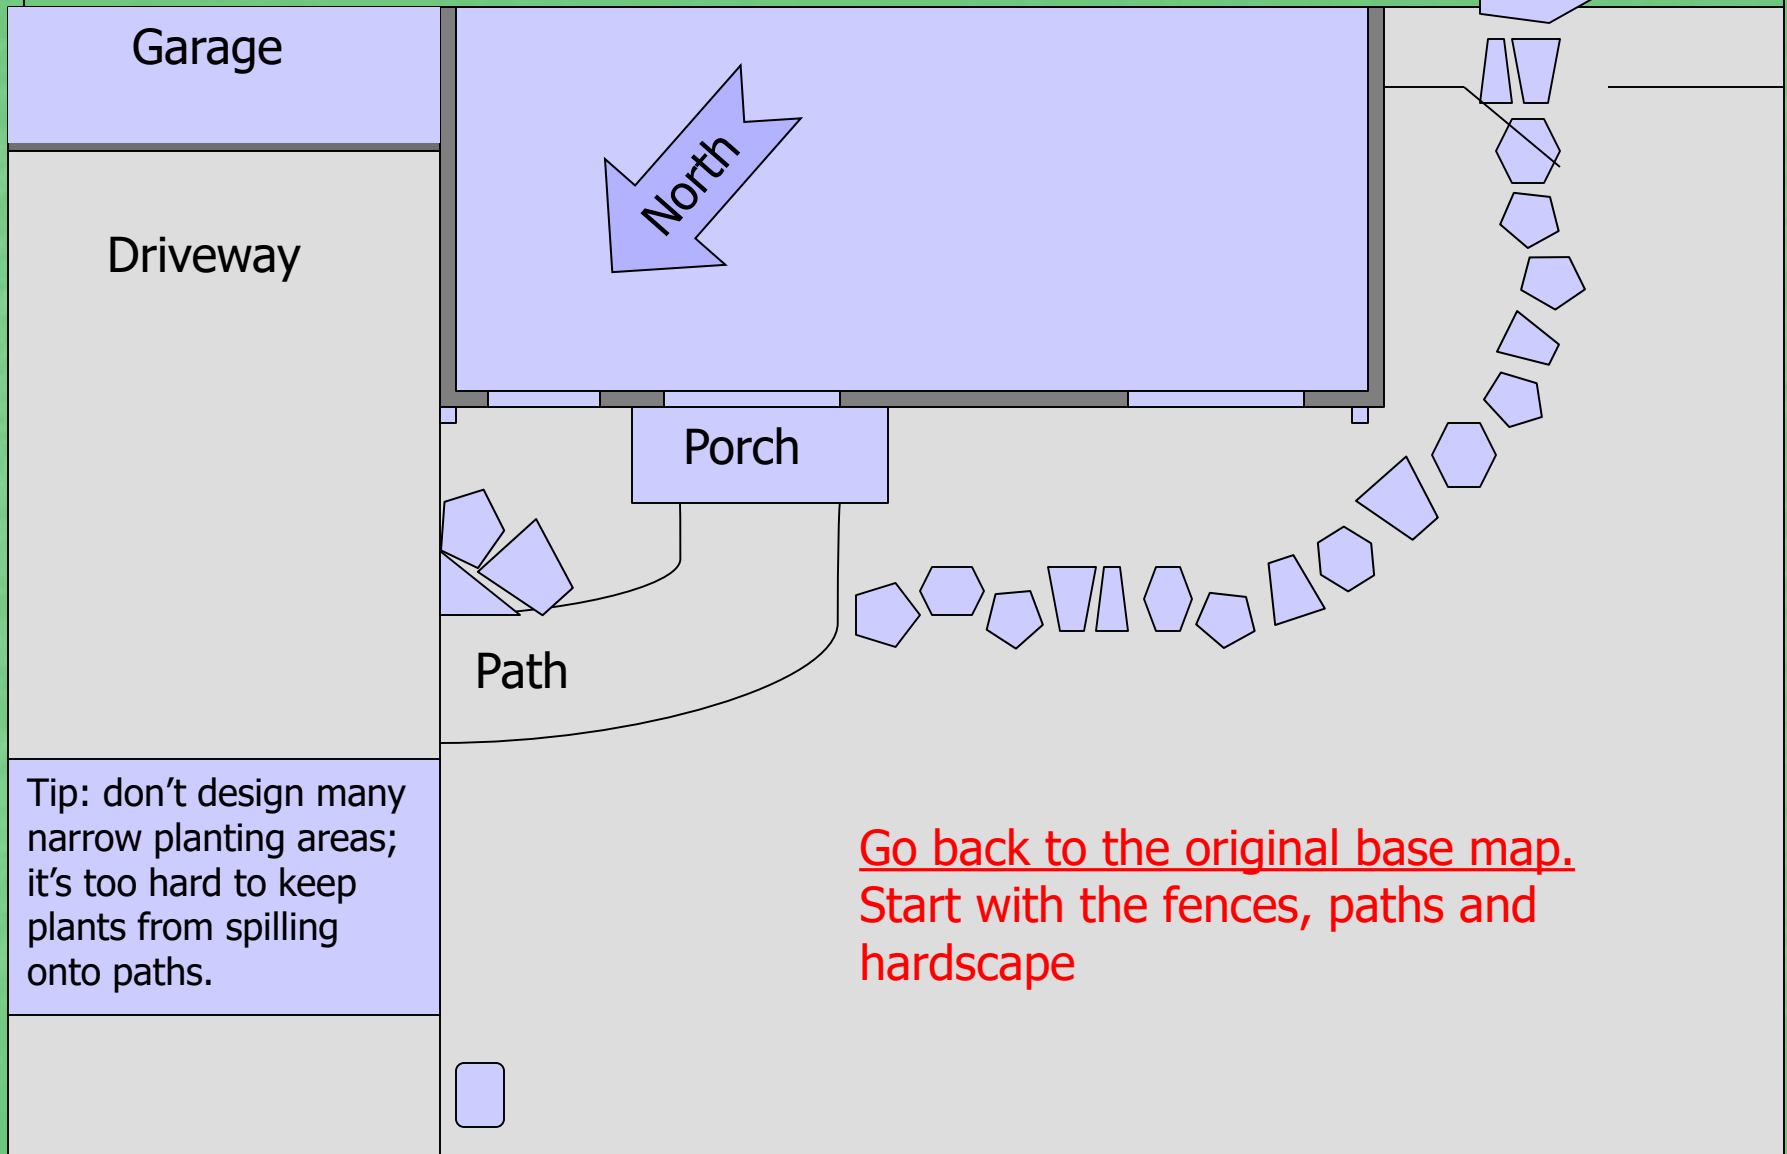 Garage
North
Driveway
Porch
Path
Tip: don’t design many
narrow planting areas;
it’s too hard to keep
plants from spilling
onto paths.
Go back to the original base map.
Start with the fences, paths and
hardscape